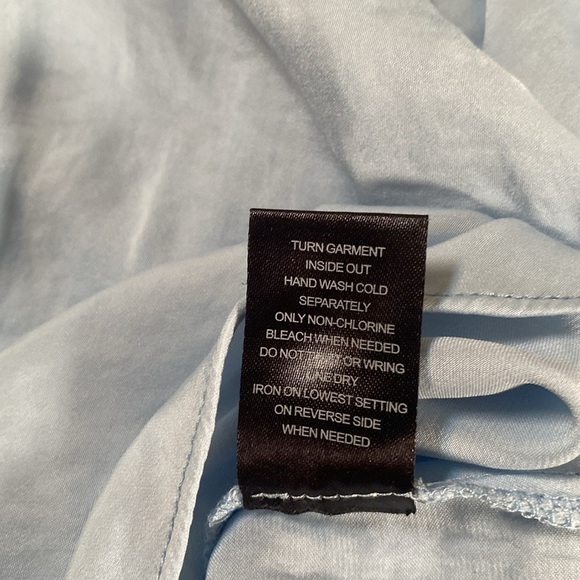 TURN GARMENT
INSIDE OUT
HAND WASH COLD
SEPARATELY
ONLY NON-CHLORINE
BLEACH WHEN NEEDED
DO NOT OR WRING
LINE DRY
IRON ON LOWEST SETTING
ON REVERSE SIDE
WHEN NEEDED